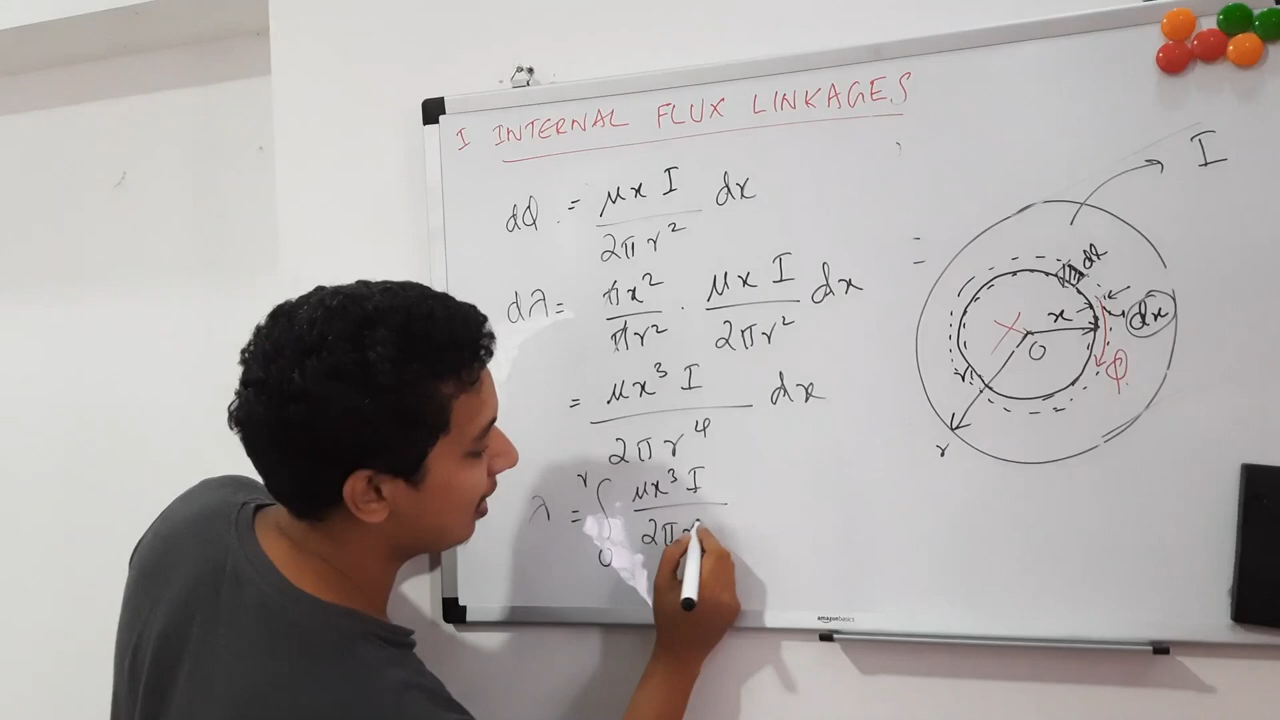 I INTERNAL FLUX LINKAGES
dφ = μx I / 2π r² dx
dλ = πx² / πr² · μx I / 2π r² dx
= μx³ I / 2π r⁴ dx
λ = ∫₀ʳ μx³ I / 2π
=
I
dx
x
dx
O
φ
r
r
amazonbasics